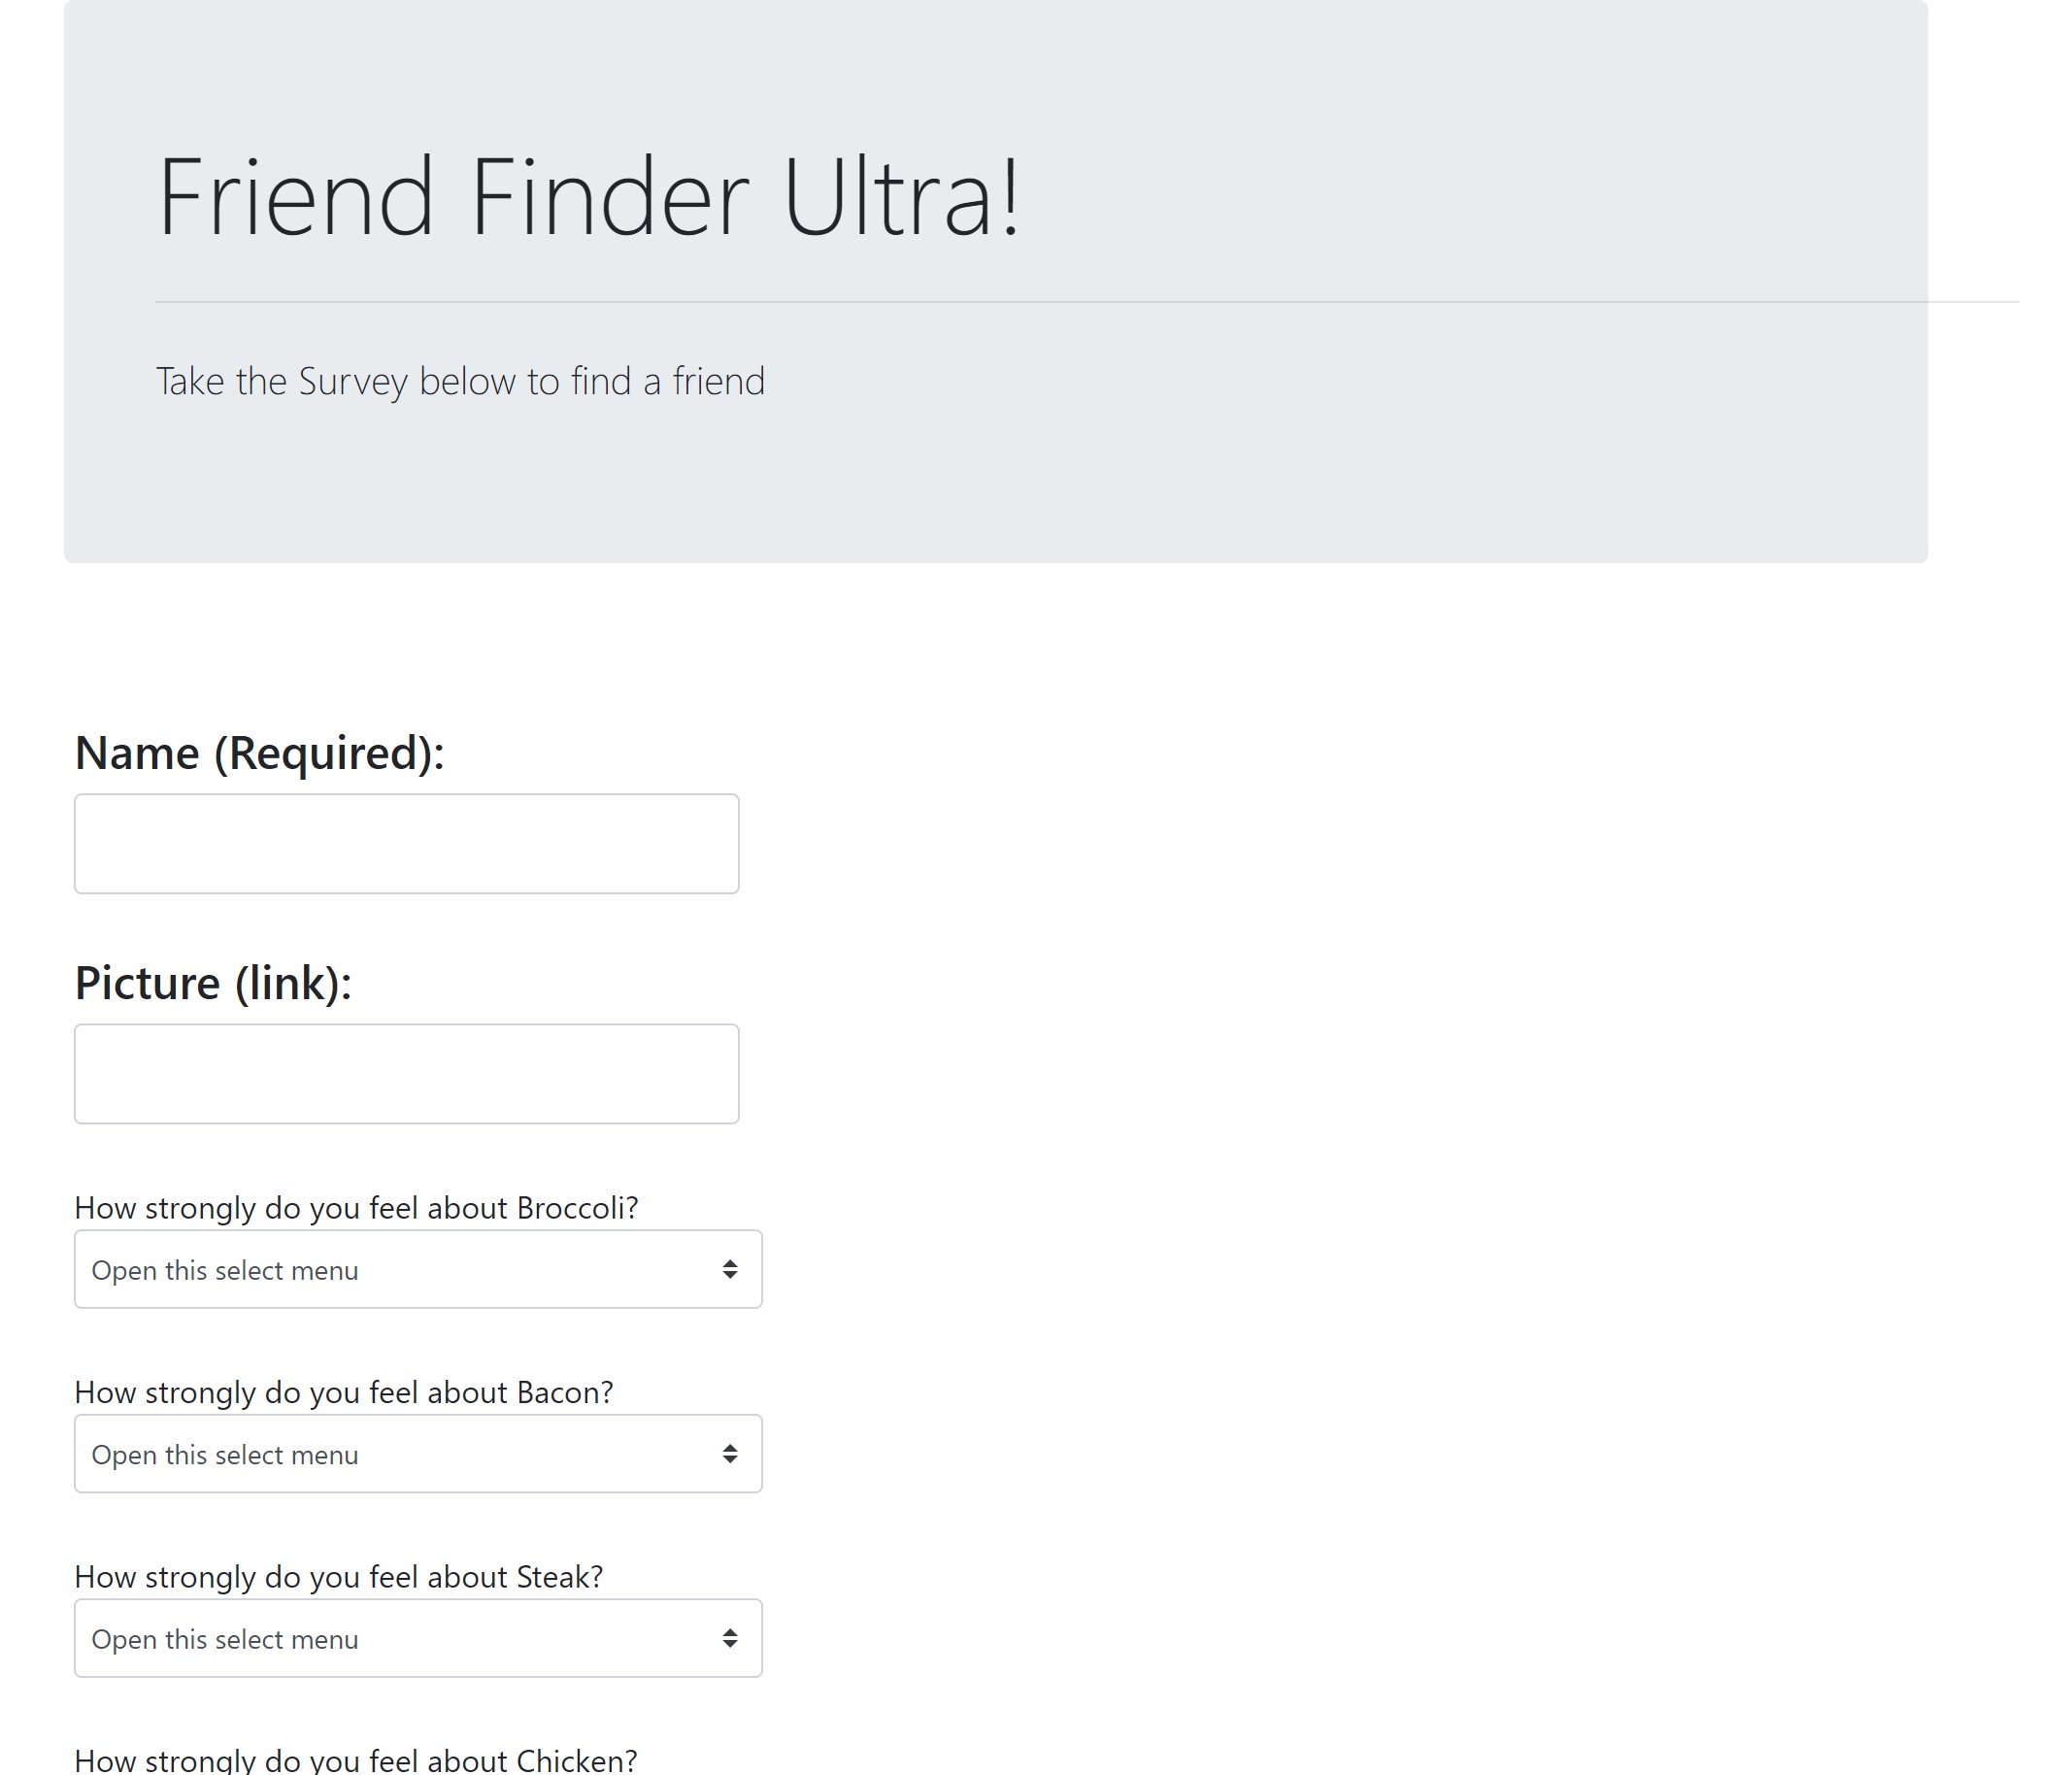 Friend Finder Ultra!
Take the Survey below to find a friend
Name (Required):
Picture (link):
How strongly do you feel about Broccoli?
Open this select menu
How strongly do you feel about Bacon?
Open this select menu
How strongly do you feel about Steak?
Open this select menu
How strongly do you feel about Chicken?